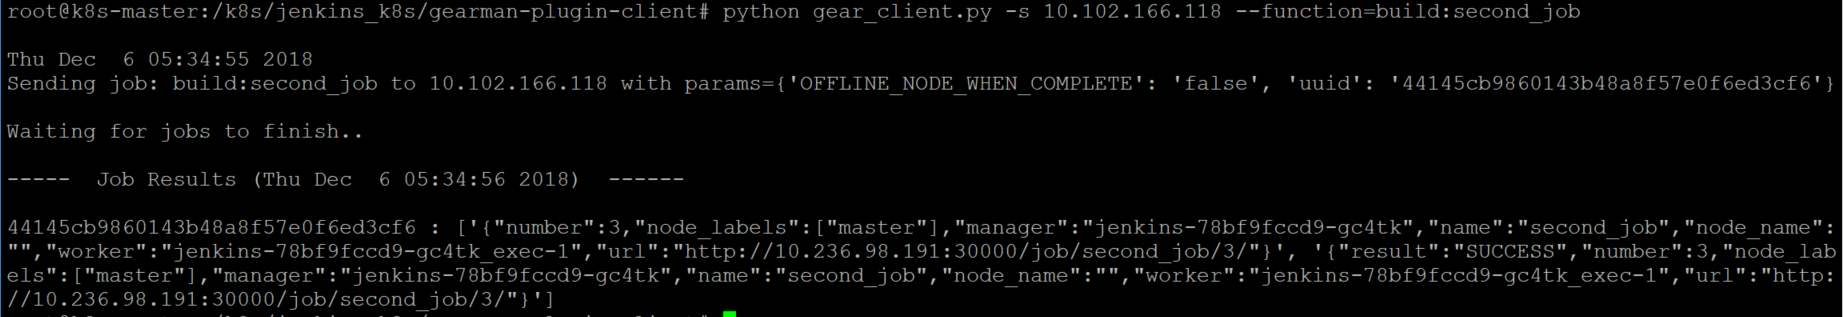 root@k8s-master:/k8s/jenkins_k8s/gearman-plugin-client# python gear_client.py -s 10.102.166.118 --function=build:second_job
Thu Dec  6 05:34:55 2018
Sending job: build:second_job to 10.102.166.118 with params={'OFFLINE_NODE_WHEN_COMPLETE': 'false', 'uuid': '44145cb9860143b48a8f57e0f6ed3cf6'}
Waiting for jobs to finish..
-----  Job Results (Thu Dec  6 05:34:56 2018)  ------
44145cb9860143b48a8f57e0f6ed3cf6 : ['{"number":3,"node_labels":["master"],"manager":"jenkins-78bf9fccd9-gc4tk","name":"second_job","node_name":
"","worker":"jenkins-78bf9fccd9-gc4tk_exec-1","url":"http://10.236.98.191:30000/job/second_job/3/"}', '{"result":"SUCCESS","number":3,"node_lab
els":["master"],"manager":"jenkins-78bf9fccd9-gc4tk","name":"second_job","node_name":"","worker":"jenkins-78bf9fccd9-gc4tk_exec-1","url":"http:
//10.236.98.191:30000/job/second_job/3/"}']